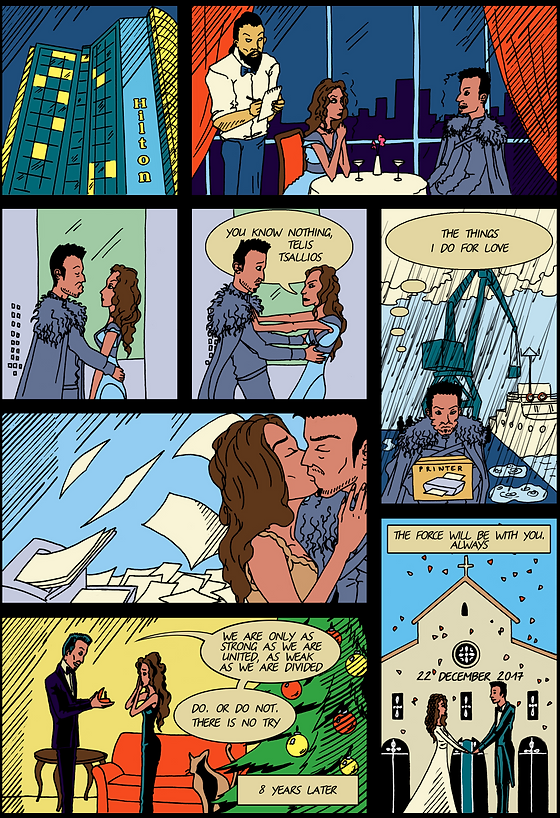 Hilton
YOU KNOW NOTHING,
TELIS
TSALLIOS
THE THINGS
I DO FOR LOVE
PRINTER
WE ARE ONLY AS
STRONG AS WE ARE
UNITED, AS WEAK
AS WE ARE DIVIDED
DO. OR DO NOT.
THERE IS NO TRY
8 YEARS LATER
THE FORCE WILL BE WITH YOU.
ALWAYS
22 DECEMBER 2017